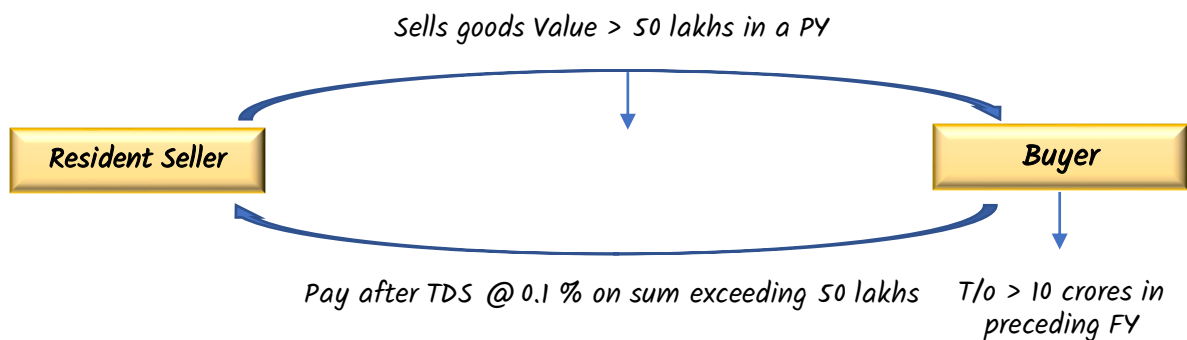 Sells goods Value > 50 lakhs in a PY
Resident Seller
Buyer
Pay after TDS @ 0.1 % on sum exceeding 50 lakhs
T/o > 10 crores in
preceding FY